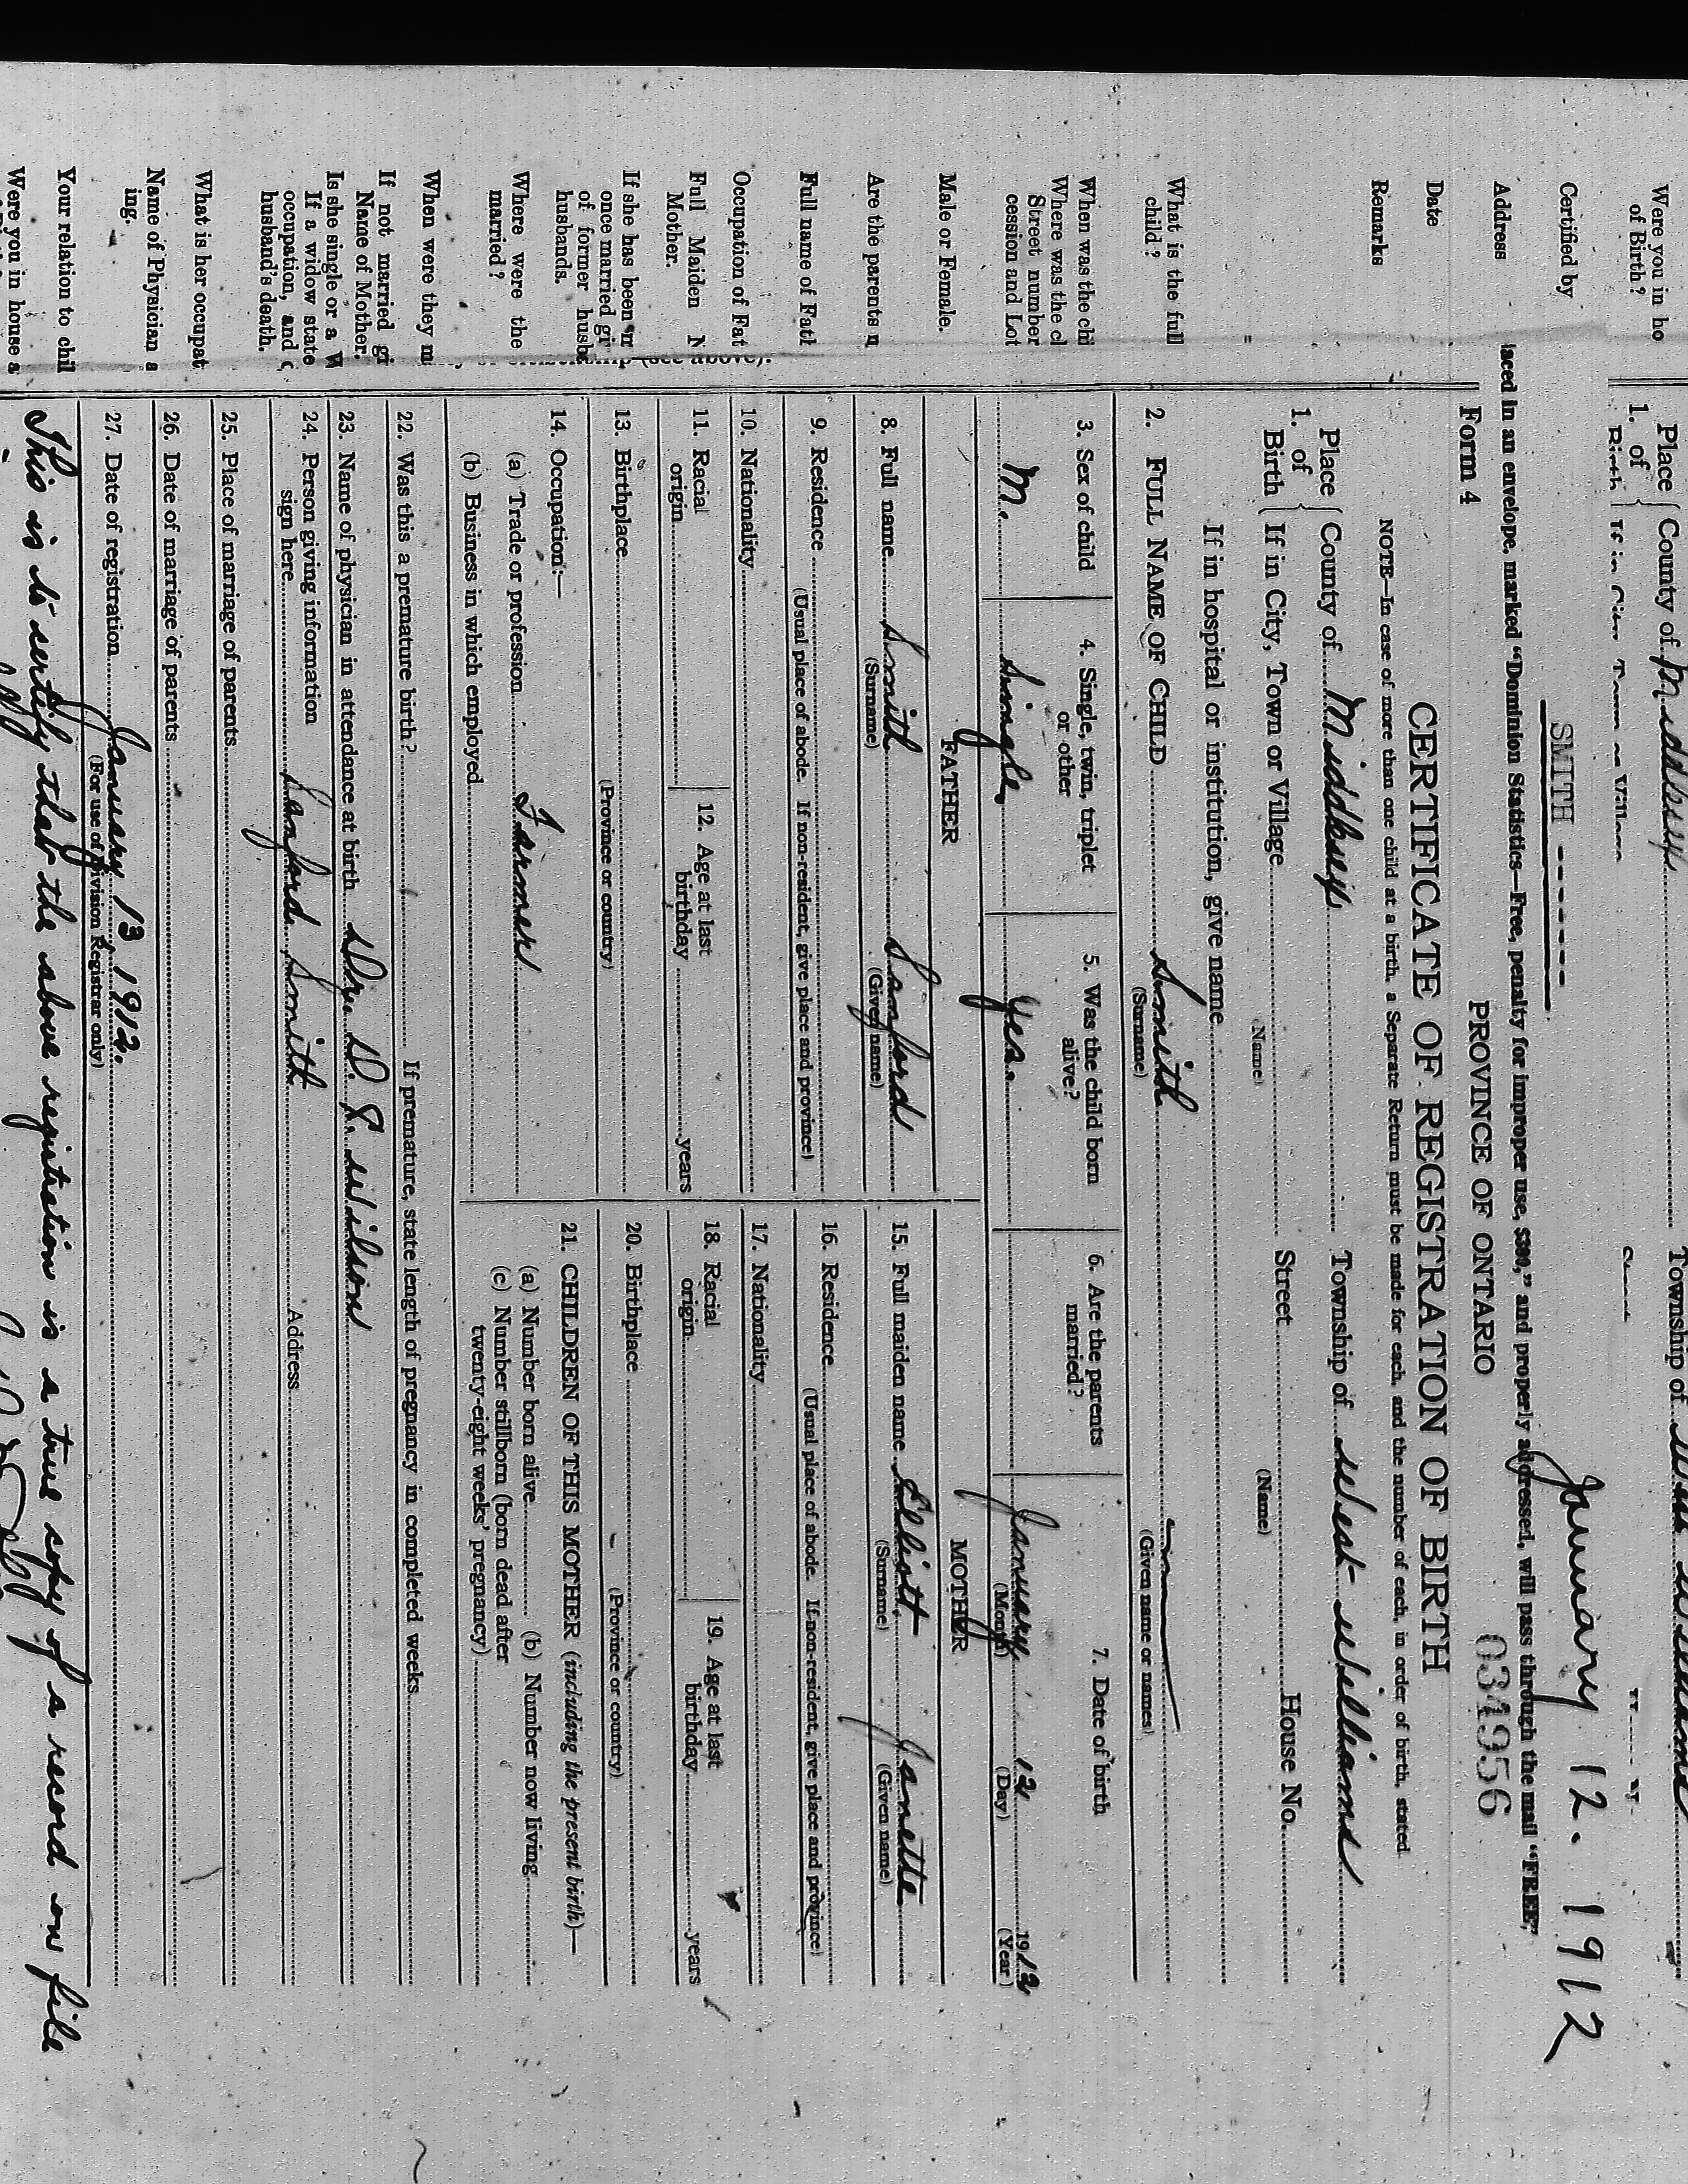 Place County of Middlesex Township of
1. of
Birth
SMITH ------ January 12. 1912
laced in an envelope, marked “Dominion Statistics—Free, penalty for improper use, $300,” and properly addressed, will pass through the mail “FREE”,
Form 4 PROVINCE OF ONTARIO 034956
CERTIFICATE OF REGISTRATION OF BIRTH
NOTE—In case of more than one child at a birth, a Separate Return must be made for each, and the number of each, in order of birth, stated.
Place County of Middlesex Township of West Williams
1. of
Birth If in City, Town or Village Street House No.
(Name) (Name)
If in hospital or institution, give name
2. FULL NAME OF CHILD Smith
(Surname) (Given name or names)
3. Sex of child 4. Single, twin, triplet or other 5. Was the child born alive? 6. Are the parents married? 7. Date of birth
M. Single. Yes. January 12 1912
(Month) (Day) (Year)
FATHER MOTHER
8. Full name Smith Sanford 15. Full maiden name Elliott, Janette
(Surname) (Given name) (Surname) (Given name)
9. Residence 16. Residence
(Usual place of abode. If non-resident, give place and province) (Usual place of abode. If non-resident, give place and province)
10. Nationality 17. Nationality
11. Racial origin 12. Age at last birthday years 18. Racial origin 19. Age at last birthday years
13. Birthplace 20. Birthplace
(Province or country) (Province or country)
14. Occupation:— 21. CHILDREN OF THIS MOTHER (including the present birth)—
(a) Trade or profession Farmer (a) Number born alive (b) Number now living
(c) Number stillborn (born dead after
(b) Business in which employed twenty-eight weeks' pregnancy)
22. Was this a premature birth? If premature, state length of pregnancy in completed weeks
23. Name of physician in attendance at birth Dr. D. G. Wilson
24. Person giving information
sign here Sanford Smith Address
25. Place of marriage of parents
26. Date of marriage of parents
27. Date of registration January 13 1912.
(For use of Division Registrar only)
This is to sertify that the above registration is a true copy of a record on file
Were you in ho
of Birth?
Certified by
Address
Date
Remarks
What is the full
child?
When was the chi
Where was the cl
Street number
cession and Lot
Male or Female.
Are the parents
Full name of Fatl
Occupation of Fat
Full Maiden N
Mother.
If she has been
once married gi
of former husb
husbands.
Where were the
married?
When were they m
If not married gi
Name of Mother.
Is she single or a W
If a widow state
occupation, and
husband's death.
What is her occupat
Name of Physician a
ing.
Your relation to chil
Were you in house a